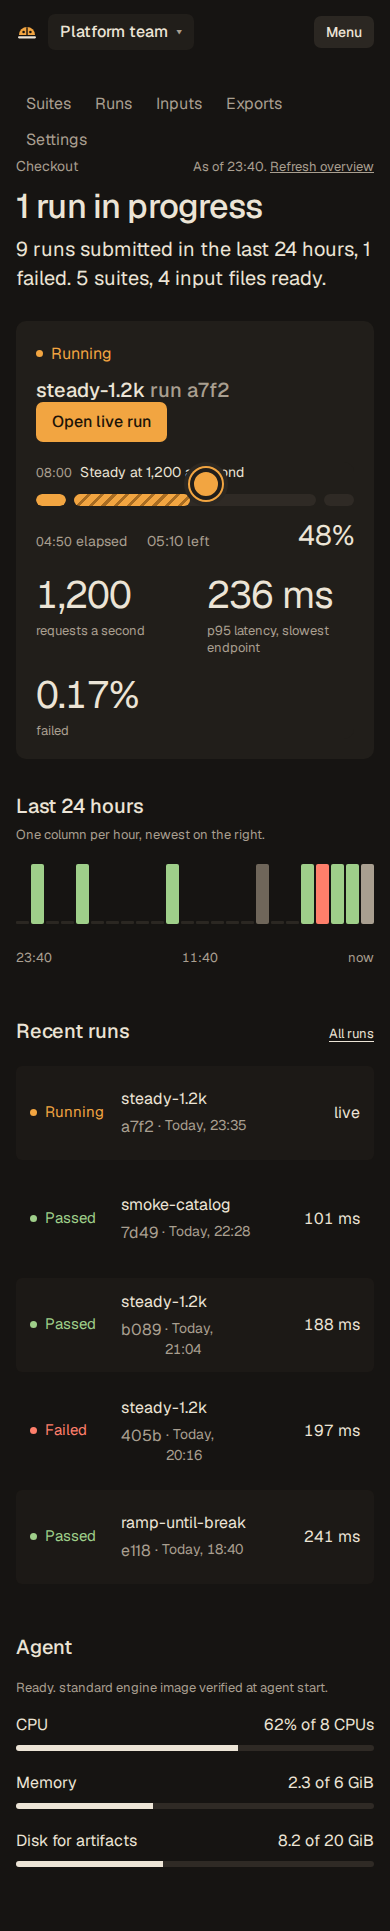 Platform team
Menu
Suites Runs Inputs Exports
Settings
Checkout As of 23:40. Refresh overview
1 run in progress
9 runs submitted in the last 24 hours, 1
failed. 5 suites, 4 input files ready.
Running
steady-1.2k run a7f2
Open live run
08:00 Steady at 1,200
04:50 elapsed 05:10 left 48%
1,200 236 ms
requests a second p95 latency, slowest
endpoint
0.17%
failed
Last 24 hours
One column per hour, newest on the right.
23:40 11:40 now
Recent runs All runs
Running steady-1.2k live
a7f2 · Today, 23:35
Passed smoke-catalog 101 ms
7d49 · Today, 22:28
Passed steady-1.2k 188 ms
b089 · Today,
21:04
Failed steady-1.2k 197 ms
405b · Today,
20:16
Passed ramp-until-break 241 ms
e118 · Today, 18:40
Agent
Ready. standard engine image verified at agent start.
CPU 62% of 8 CPUs
Memory 2.3 of 6 GiB
Disk for artifacts 8.2 of 20 GiB